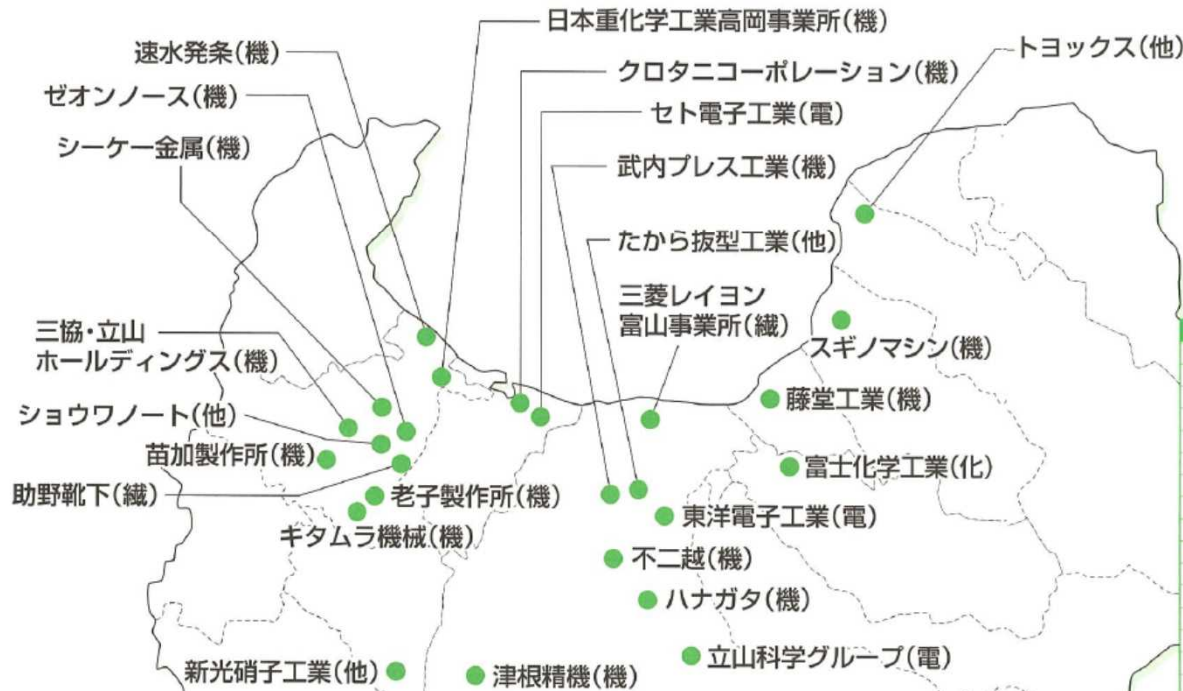 日本重化学工業高岡事業所(機)
速水発条(機)
トヨックス(他)
クロタニコーポレーション(機)
ゼオンノース(機)
セト電子工業(電)
シーケー金属(機)
武内プレス工業(機)
たから抜型工業(他)
三菱レイヨン
富山事業所(繊)
三協・立山
ホールディングス(機)
スギノマシン(機)
藤堂工業(機)
ショウワノート(他)
苗加製作所(機)
富士化学工業(化)
助野靴下(繊)
老子製作所(機)
東洋電子工業(電)
キタムラ機械(機)
不二越(機)
ハナガタ(機)
立山科学グループ(電)
新光硝子工業(他)
津根精機(機)